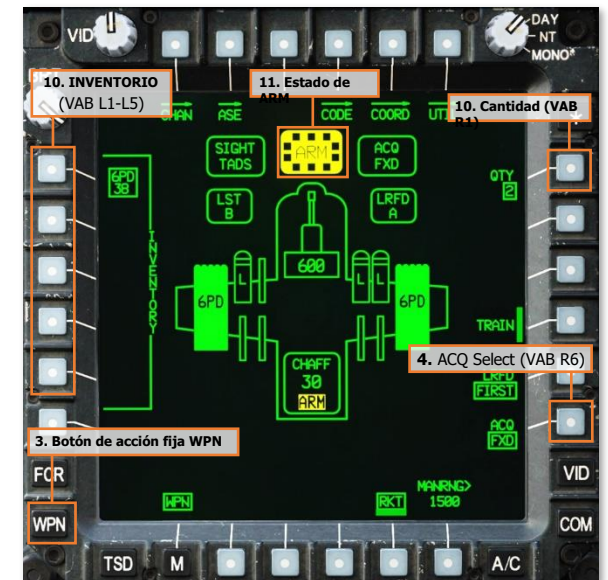 VID
DAY
NT
MONO*
10. INVENTORIO
(VAB L1-L5)
11. Estado de
ARM
10. Cantidad (VAB
R1)
CHAN
ASE
CODE
COORD
UTIL
6PD
38
SIGHT
TADS
ARM
ACQ
FXD
QTY
2
LST
B
LRFD
A
INVENTORY
L
L
L
600
6PD
6PD
TRAIN
4. ACQ Select (VAB R6)
CHAFF
30
ARM
LRFD
FIRST
ACQ
FXD
3. Botón de acción fija WPN
FCR
VID
WPN
RKT
MANRNG>
1500
WPN
COM
TSD
M
A/C